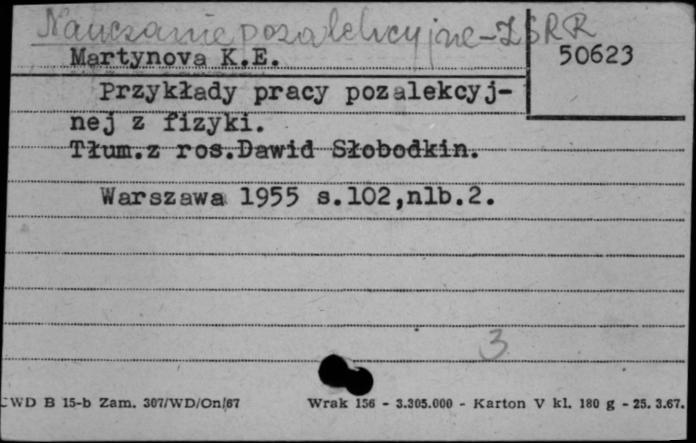 Nauczanie pozalekcyjne - ZSRR
Martynova K.E.
50623
Przykłady pracy pozalekcyj-
nej z fizyki.
Tłum.z ros.Dawid Słobodkin.
Warszawa 1955 s.102,nlb.2.
3
CWD B 15-b Zam. 307/WD/On/67 Wrak 156 - 3.305.000 - Karton V kl. 180 g - 25. 3.67.